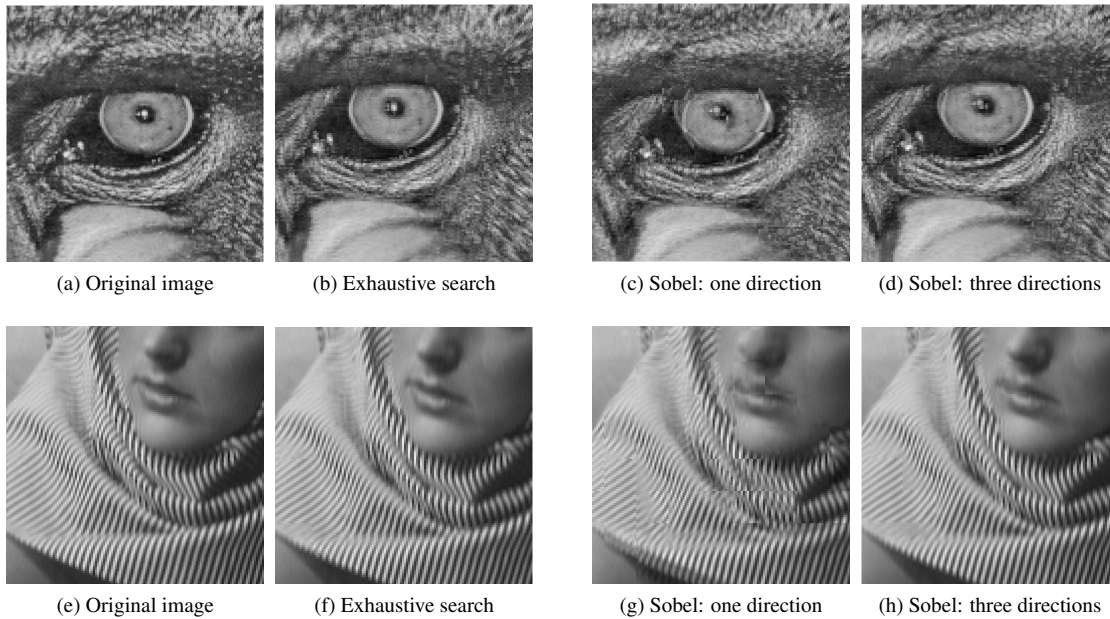 (a) Original image
(b) Exhaustive search
(c) Sobel: one direction
(d) Sobel: three directions
(e) Original image
(f) Exhaustive search
(g) Sobel: one direction
(h) Sobel: three directions